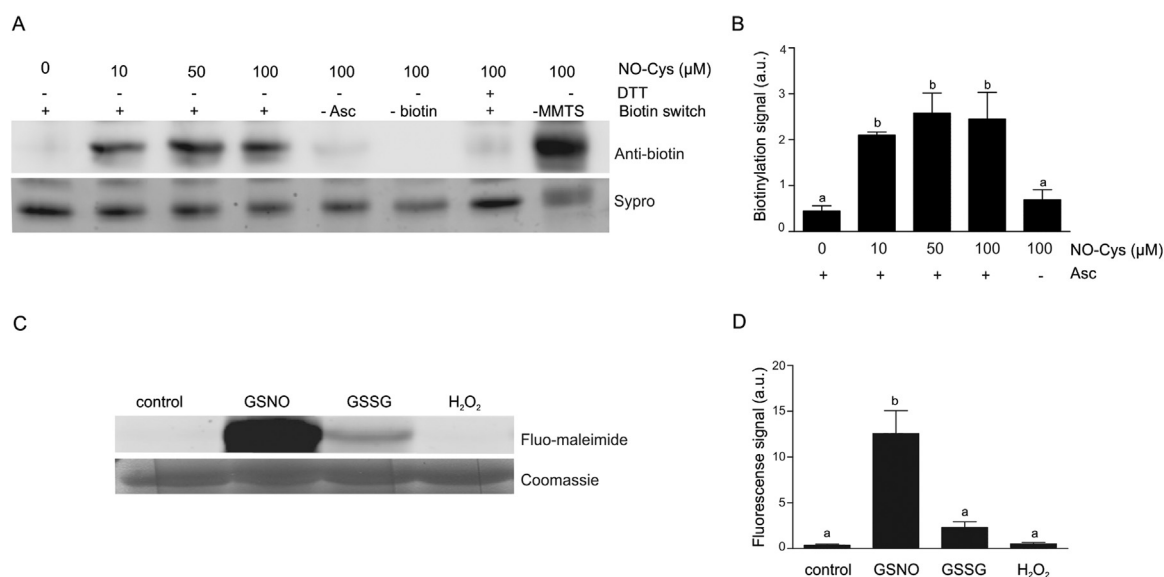 A
0 10 50 100 100 100 100 100 NO-Cys (µM)
- - - - - - + - DTT
+ + + + - Asc - biotin + -MMTS Biotin switch
Anti-biotin
Sypro
B
Biotinylation signal (a.u.)
4
3
2
1
0
a b b b a
0 10 50 100 100 NO-Cys (µM)
+ + + + - Asc
C
control GSNO GSSG H₂O₂
Fluo-maleimide
Coomassie
D
Fluorescense signal (a.u.)
20
15
10
5
0
a b a a
control GSNO GSSG H₂O₂